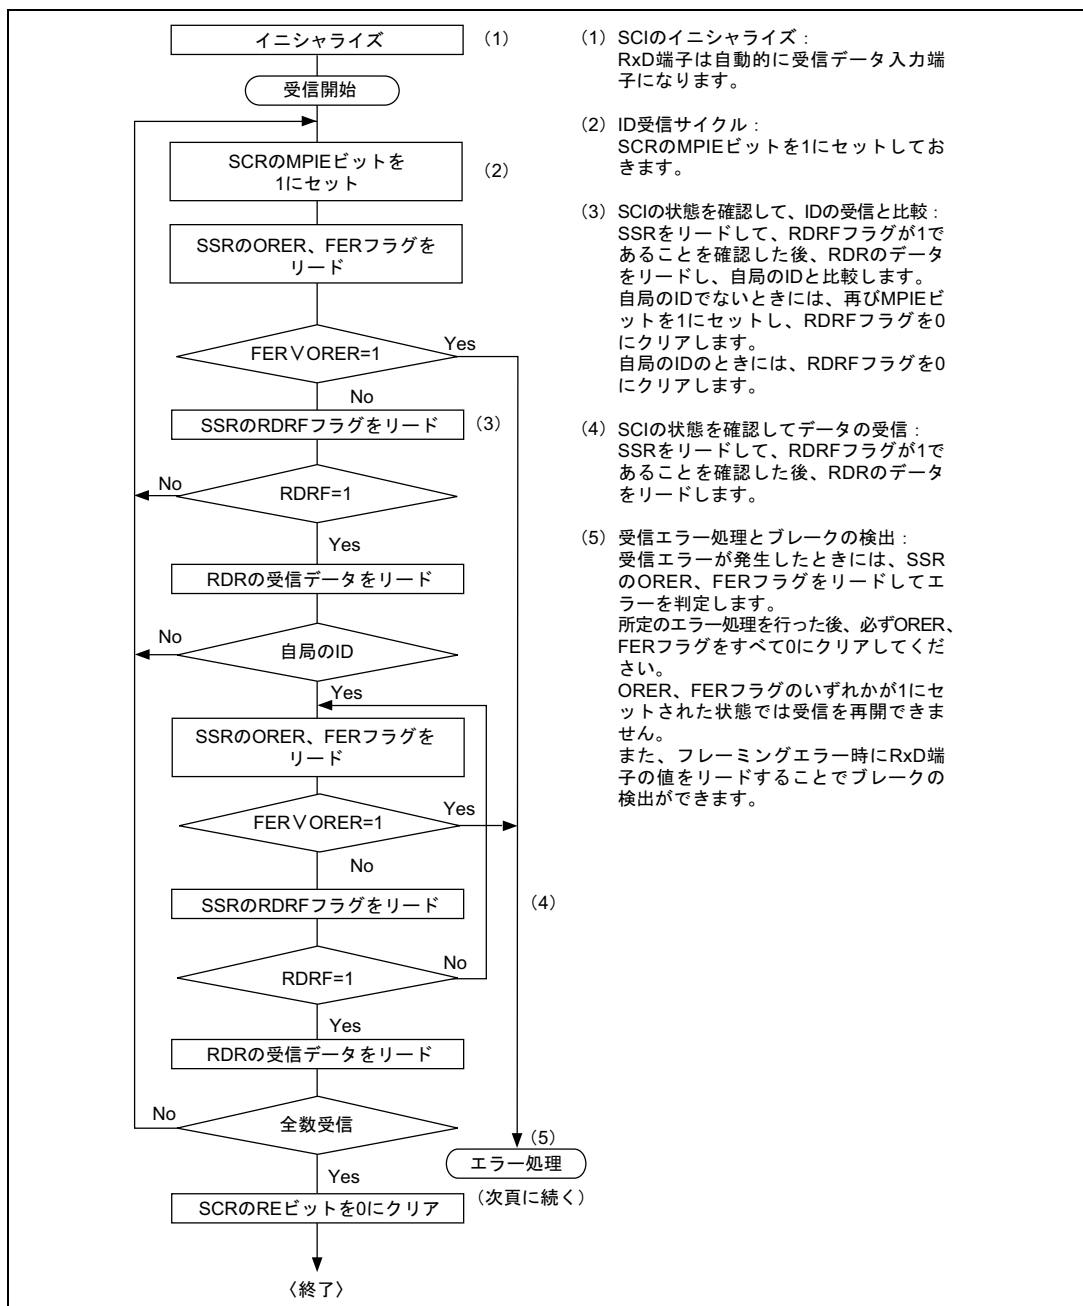 イニシャライズ
(1)
受信開始
SCRのMPIEビットを
1にセット
(2)
SSRのORER、FERフラグを
リード
FER∨ORER=1
Yes
No
SSRのRDRFフラグをリード
(3)
RDRF=1
No
Yes
RDRの受信データをリード
自局のID
No
Yes
SSRのORER、FERフラグを
リード
FER∨ORER=1
Yes
No
SSRのRDRFフラグをリード
(4)
RDRF=1
No
Yes
RDRの受信データをリード
全数受信
No
Yes
(5)
エラー処理
(次頁に続く)
SCRのREビットを0にクリア
〈終了〉
(1) SCIのイニシャライズ：
RxD端子は自動的に受信データ入力端
子になります。
(2) ID受信サイクル：
SCRのMPIEビットを1にセットしてお
きます。
(3) SCIの状態を確認して、IDの受信と比較：
SSRをリードして、RDRFフラグが1で
あることを確認した後、RDRのデータ
をリードし、自局のIDと比較します。
自局のIDでないときには、再びMPIEビ
ットを1にセットし、RDRFフラグを0
にクリアします。
自局のIDのときには、RDRFフラグを0
にクリアします。
(4) SCIの状態を確認してデータの受信：
SSRをリードして、RDRFフラグが1で
あることを確認した後、RDRのデータ
をリードします。
(5) 受信エラー処理とブレークの検出：
受信エラーが発生したときには、SSR
のORER、FERフラグをリードしてエ
ラーを判定します。
所定のエラー処理を行った後、必ずORER、
FERフラグをすべて0にクリアしてくだ
さい。
ORER、FERフラグのいずれかが1にセ
ットされた状態では受信を再開できま
せん。
また、フレーミングエラー時にRxD端
子の値をリードすることでブレークの
検出ができます。